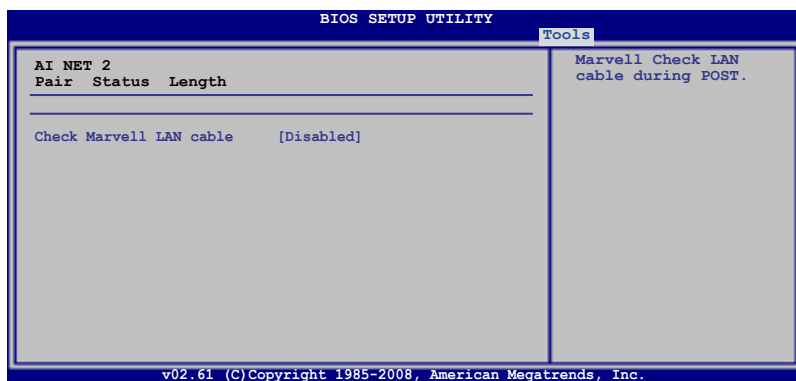 BIOS SETUP UTILITY
Tools
AI NET 2
Pair Status Length
Check Marvell LAN cable [Disabled]
Marvell Check LAN
cable during POST.
v02.61 (C)Copyright 1985-2008, American Megatrends, Inc.